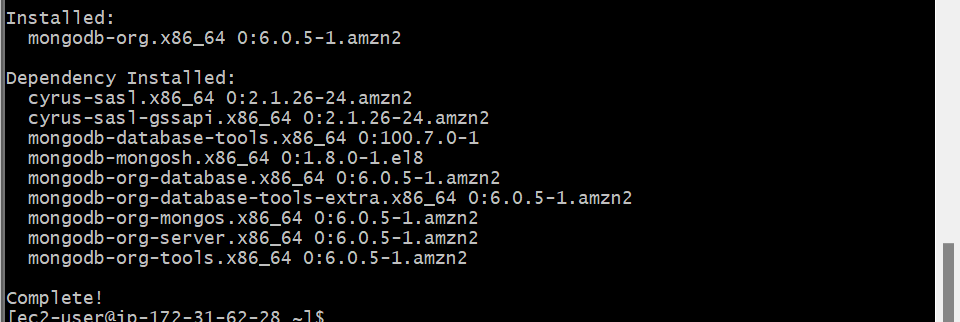 Installed:
mongodb-org.x86_64 0:6.0.5-1.amzn2
Dependency Installed:
cyrus-sasl.x86_64 0:2.1.26-24.amzn2
cyrus-sasl-gssapi.x86_64 0:2.1.26-24.amzn2
mongodb-database-tools.x86_64 0:100.7.0-1
mongodb-mongosh.x86_64 0:1.8.0-1.el8
mongodb-org-database.x86_64 0:6.0.5-1.amzn2
mongodb-org-database-tools-extra.x86_64 0:6.0.5-1.amzn2
mongodb-org-mongos.x86_64 0:6.0.5-1.amzn2
mongodb-org-server.x86_64 0:6.0.5-1.amzn2
mongodb-org-tools.x86_64 0:6.0.5-1.amzn2
Complete!
[ec2-user@ip-172-31-62-28 ~]$